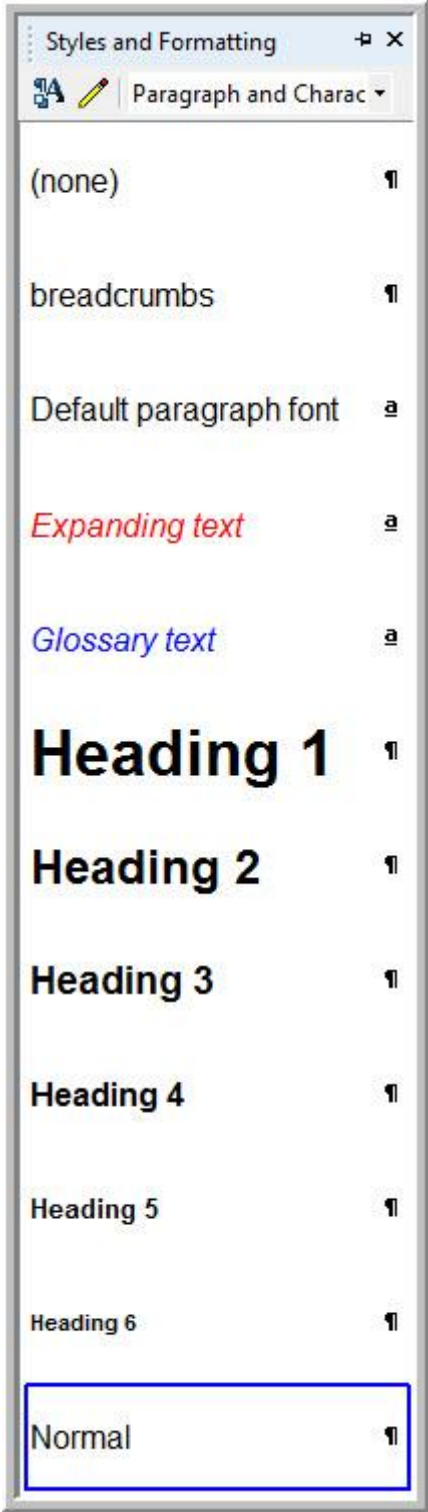 Styles and Formatting
Paragraph and Charac
(none) ¶
breadcrumbs ¶
Default paragraph font a
Expanding text a
Glossary text a
Heading 1 ¶
Heading 2 ¶
Heading 3 ¶
Heading 4 ¶
Heading 5 ¶
Heading 6 ¶
Normal ¶